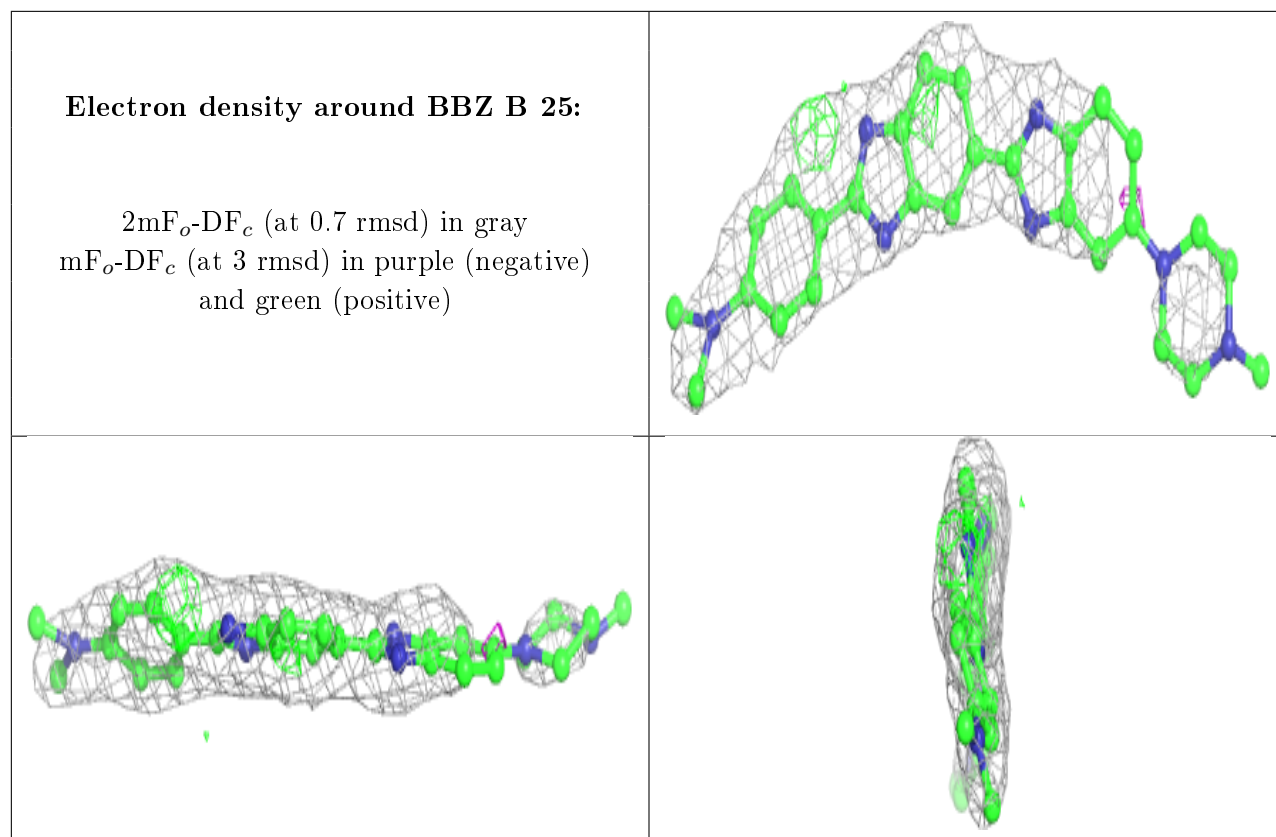 Electron density around BBZ B 25:
2mFₒ-DF𝒸 (at 0.7 rmsd) in gray
mFₒ-DF𝒸 (at 3 rmsd) in purple (negative)
and green (positive)